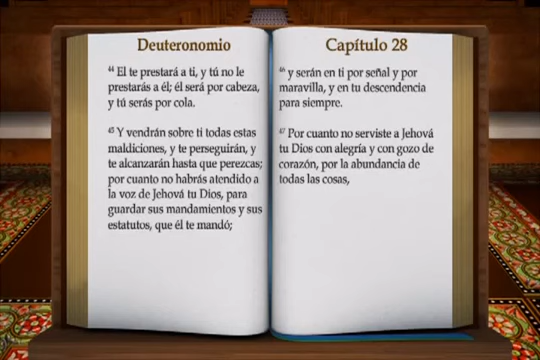 Deuteronomio
44 El te prestará a ti, y tú no le
prestarás a él; él será por cabeza,
y tú serás por cola.
45 Y vendrán sobre ti todas estas
maldiciones, y te perseguirán, y
te alcanzarán hasta que perezcas;
por cuanto no habrás atendido a
la voz de Jehová tu Dios, para
guardar sus mandamientos y sus
estatutos, que él te mandó;
Capítulo 28
46 y serán en ti por señal y por
maravilla, y en tu descendencia
para siempre.
47 Por cuanto no serviste a Jehová
tu Dios con alegría y con gozo de
corazón, por la abundancia de
todas las cosas,